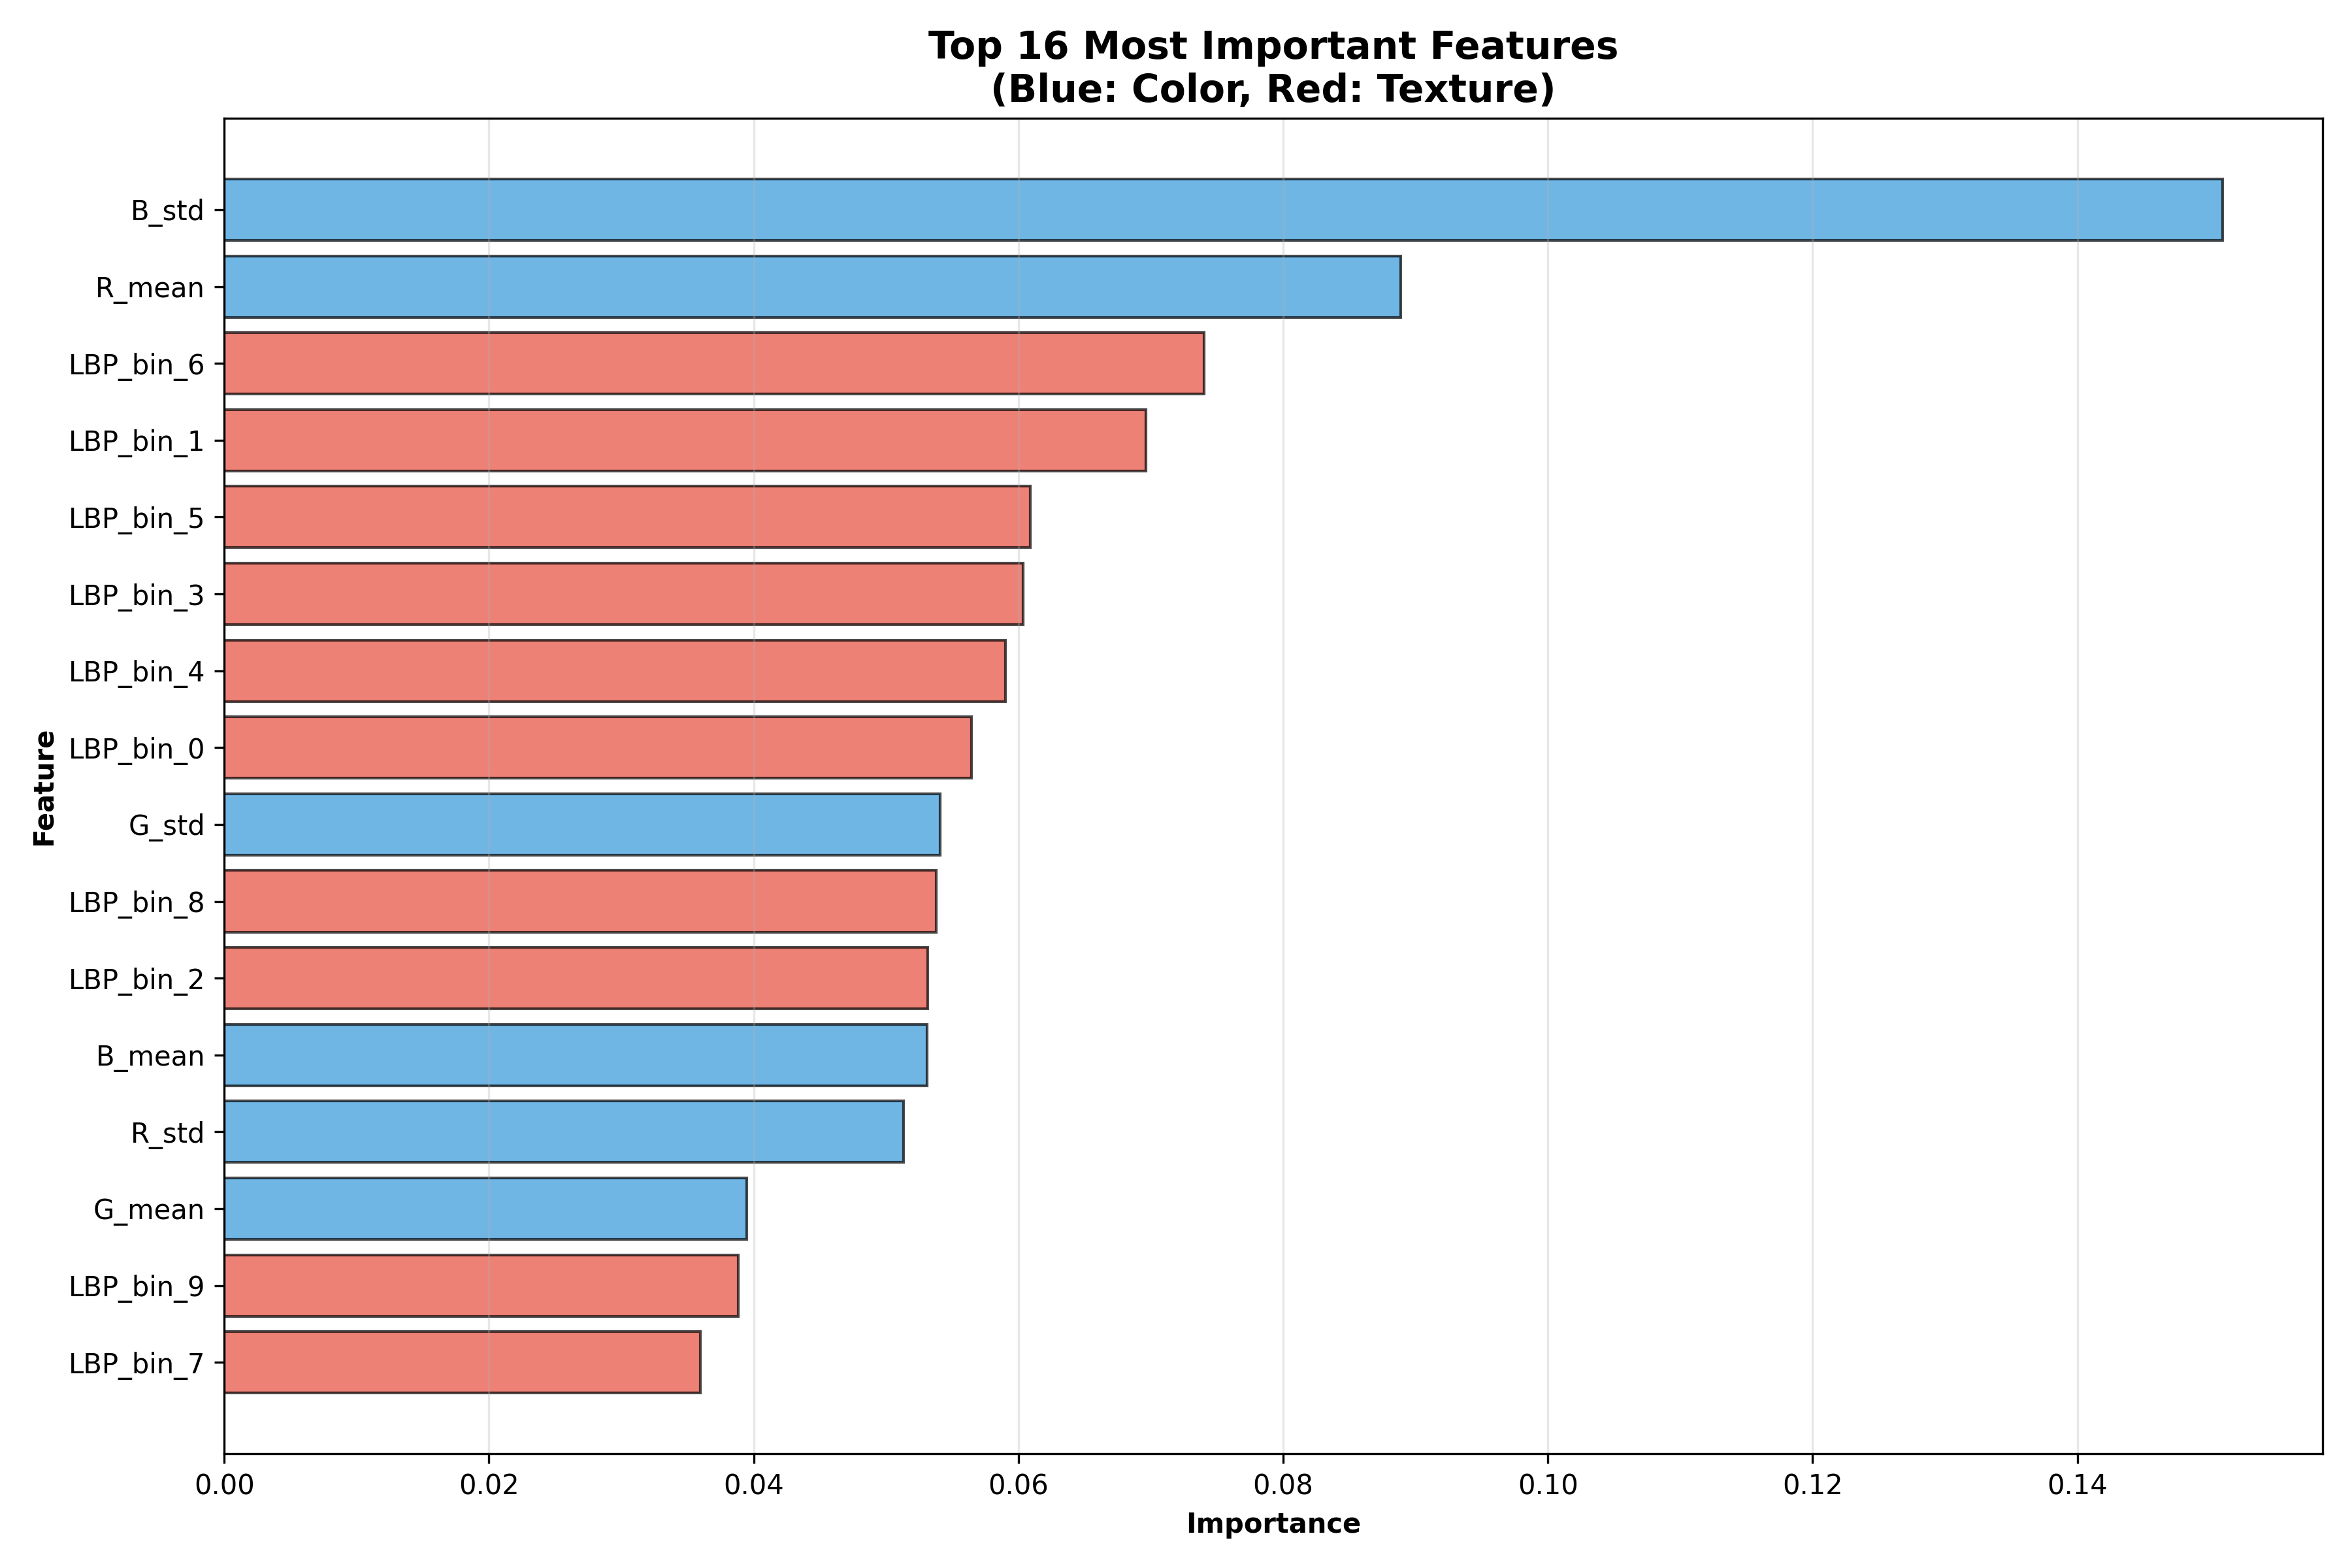 Top 16 Most Important Features
(Blue: Color, Red: Texture)
B_std
R_mean
LBP_bin_6
LBP_bin_1
LBP_bin_5
LBP_bin_3
LBP_bin_4
LBP_bin_0
G_std
LBP_bin_8
LBP_bin_2
B_mean
R_std
G_mean
LBP_bin_9
LBP_bin_7
Feature
0.00 0.02 0.04 0.06 0.08 0.10 0.12 0.14
Importance